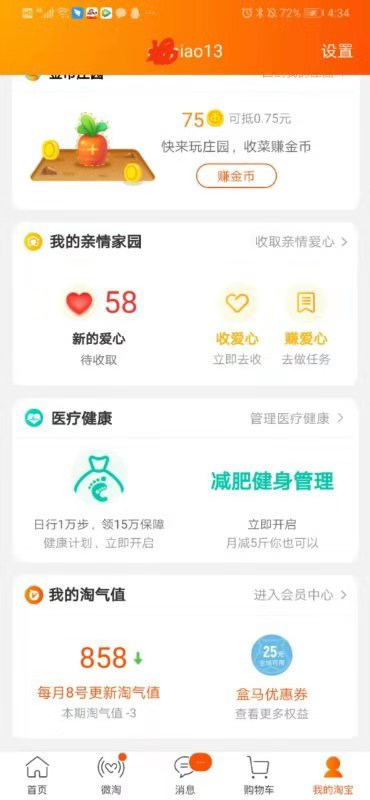 72% 4:34
iao13
设置
金币庄园
75 可抵0.75元
快来玩庄园，收菜赚金币
赚金币
我的亲情家园
收取亲情爱心 >
58
新的爱心
待收取
收爱心
立即去收
赚爱心
去做任务
医疗健康
管理医疗健康 >
日行1万步、领15万保障
健康计划，立即开启
减肥健身管理
立即开启
月减5斤你也可以
我的淘气值
进入会员中心 >
858
每月8号更新淘气值
本期淘气值 -3
25元
盒马优惠券
查看更多权益
首页
微淘
消息
购物车
我的淘宝